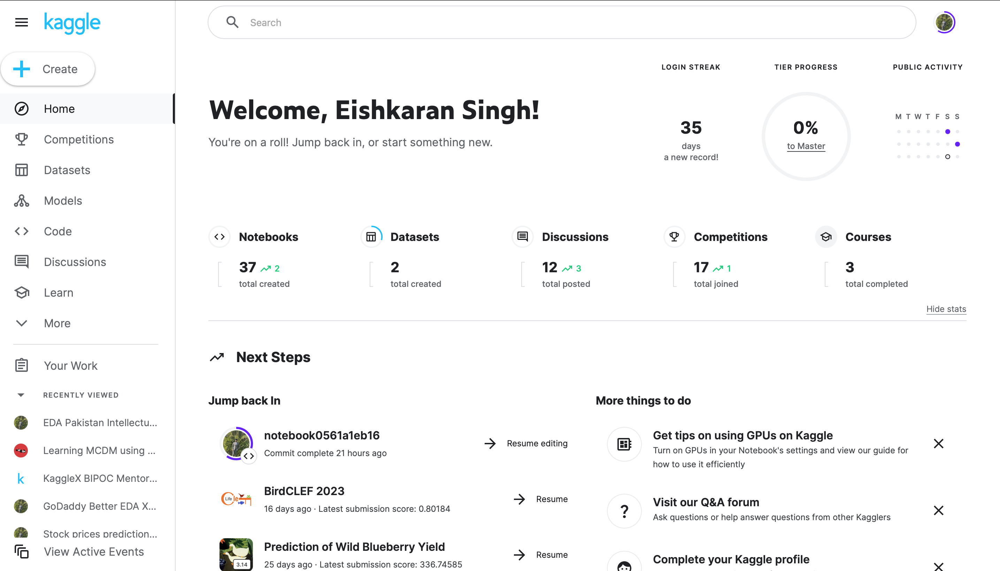 kaggle
Search
Create
Home
Competitions
Datasets
Models
Code
Discussions
Learn
More
Your Work
RECENTLY VIEWED
EDA Pakistan Intellectu...
Learning MCDM using ...
k
KaggleX BIPOC Mentor...
GoDaddy Better EDA X...
Stock prices prediction...
View Active Events
LOGIN STREAK
TIER PROGRESS
PUBLIC ACTIVITY
Welcome, Eishkaran Singh!
You're on a roll! Jump back in, or start something new.
35
days
a new record!
0%
to Master
M T W T F S S
Notebooks
37 2
total created
Datasets
2
total created
Discussions
12 3
total posted
Competitions
17 1
total joined
Courses
3
total completed
Hide stats
Next Steps
Jump back In
notebook0561a1eb16
Commit complete 21 hours ago
Resume editing
Life
BirdCLEF 2023
16 days ago · Latest submission score: 0.80184
Resume
3.14
Prediction of Wild Blueberry Yield
25 days ago · Latest submission score: 336.74585
Resume
More things to do
Get tips on using GPUs on Kaggle
Turn on GPUs in your Notebook's settings and view our guide for
how to use it efficiently
?
Visit our Q&A forum
Ask questions or help answer questions from other Kagglers
Complete your Kaggle profile